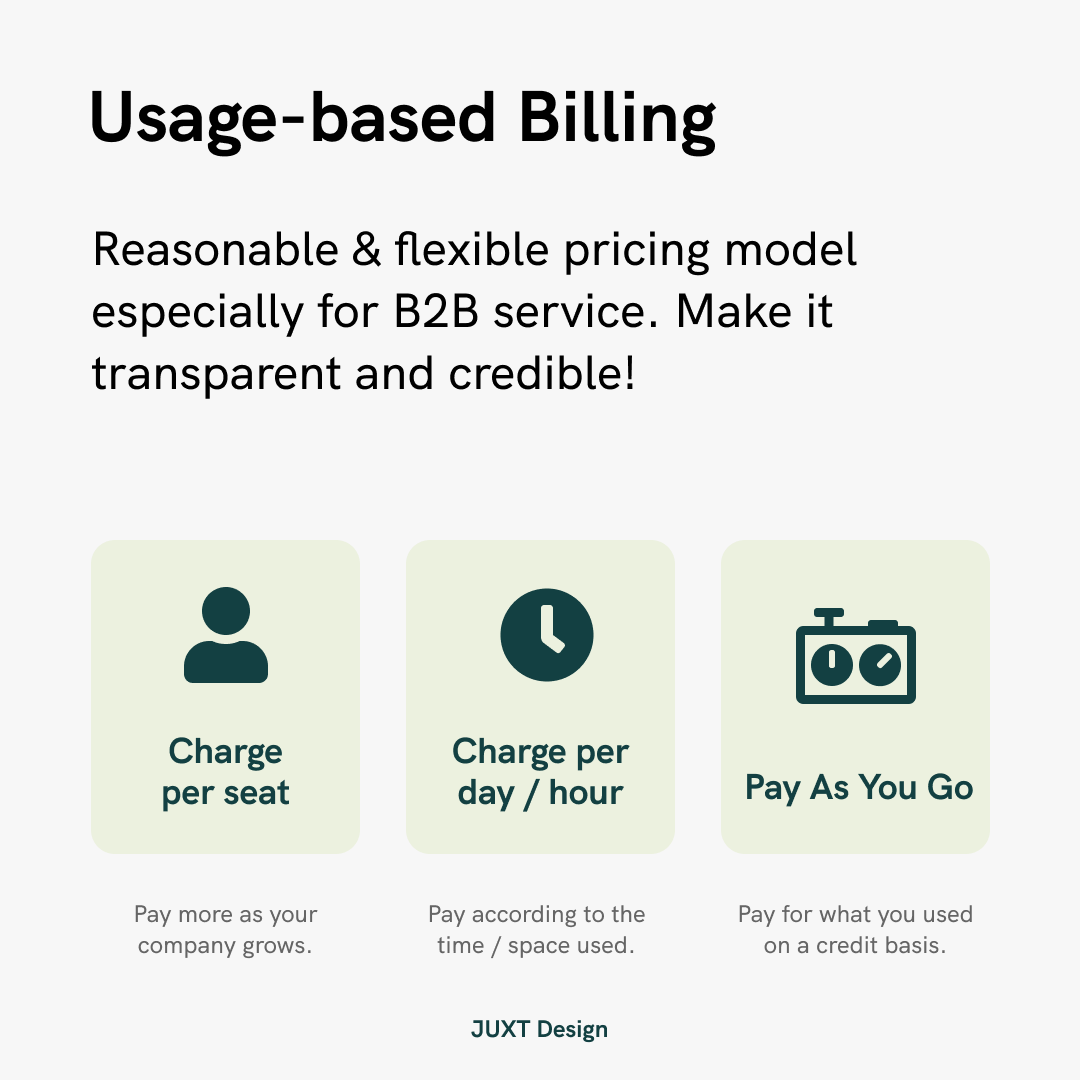 Usage-based Billing
Reasonable & flexible pricing model
especially for B2B service. Make it
transparent and credible!
Charge
per seat
Charge per
day / hour
Pay As You Go
Pay more as your
company grows.
Pay according to the
time / space used.
Pay for what you used
on a credit basis.
JUXT Design